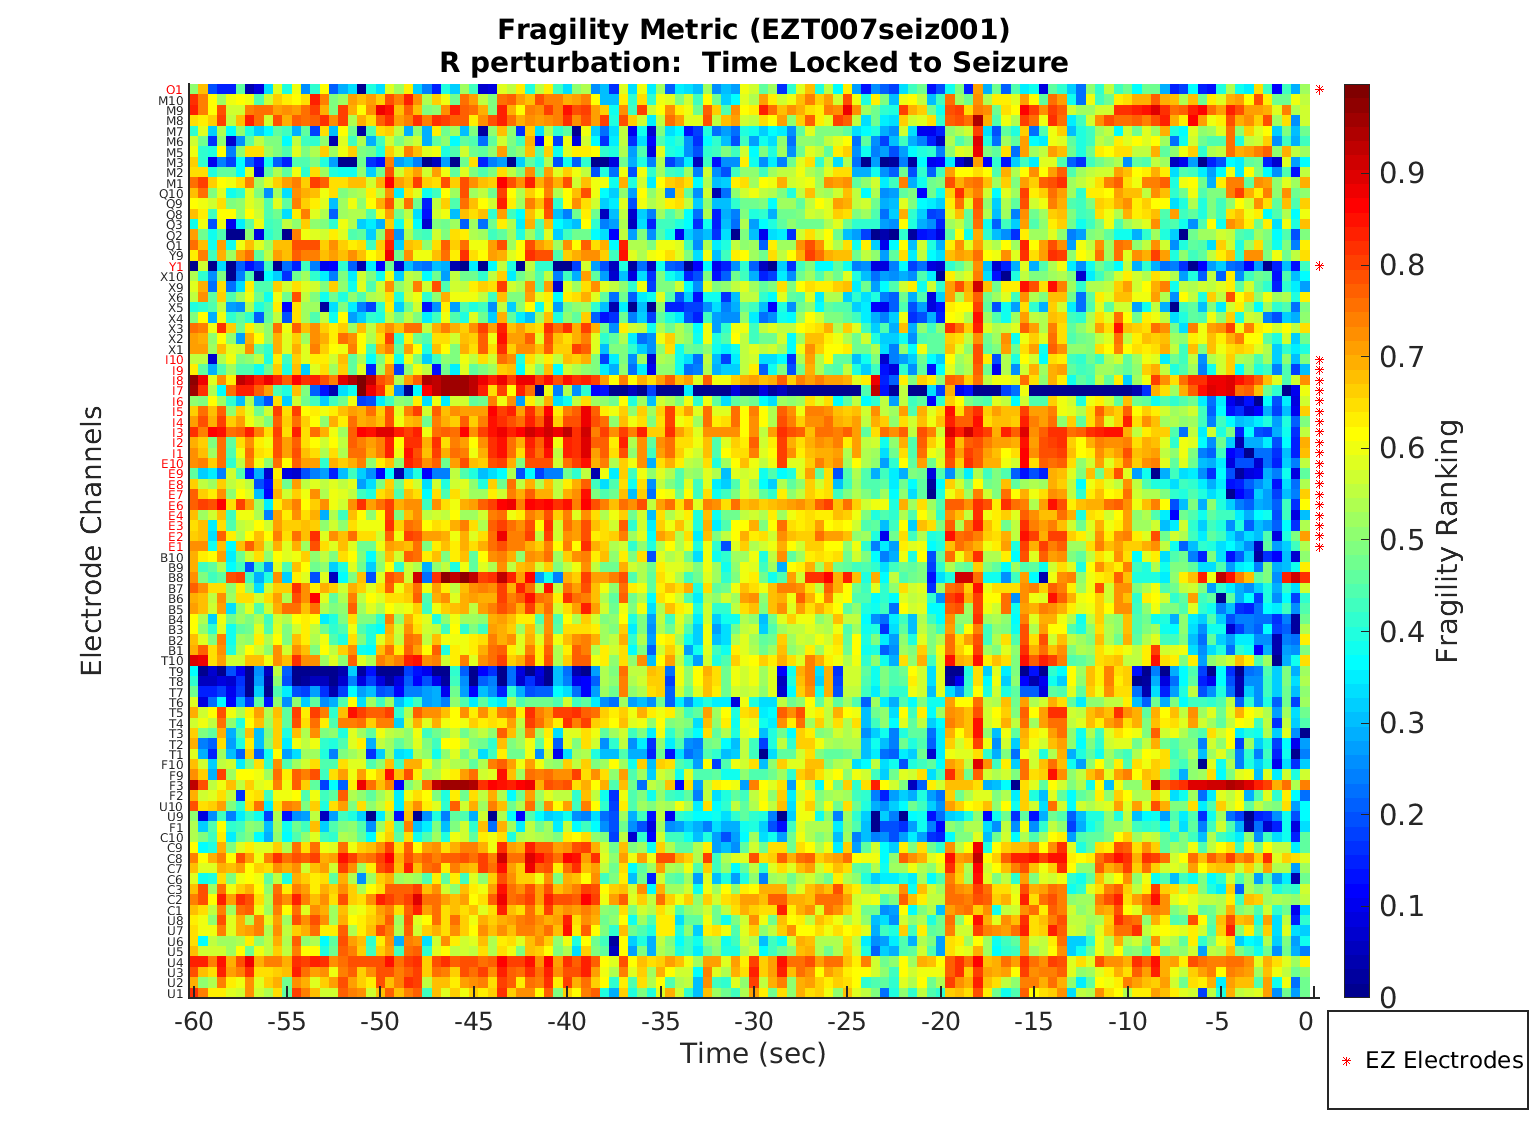 Fragility Metric (EZT007seiz001)
R perturbation:  Time Locked to Seizure
Electrode Channels
O1
M10
M9
M8
M7
M6
M5
M3
M2
M1
Q10
Q9
Q8
Q3
Q2
Q1
Y9
Y1
X10
X9
X6
X5
X4
X3
X2
X1
I10
I9
I8
I7
I6
I5
I4
I3
I2
I1
E10
E9
E8
E7
E6
E4
E3
E2
E1
B10
B9
B8
B7
B6
B5
B4
B3
B2
B1
T10
T9
T8
T7
T6
T5
T4
T3
T2
T1
F10
F9
F3
F2
U10
U9
F1
C10
C9
C8
C7
C6
C3
C2
C1
U8
U7
U6
U5
U4
U3
U2
U1
-60 -55 -50 -45 -40 -35 -30 -25 -20 -15 -10 -5 0
Time (sec)
0.9
0.8
0.7
0.6
0.5
0.4
0.3
0.2
0.1
0
Fragility Ranking
EZ Electrodes